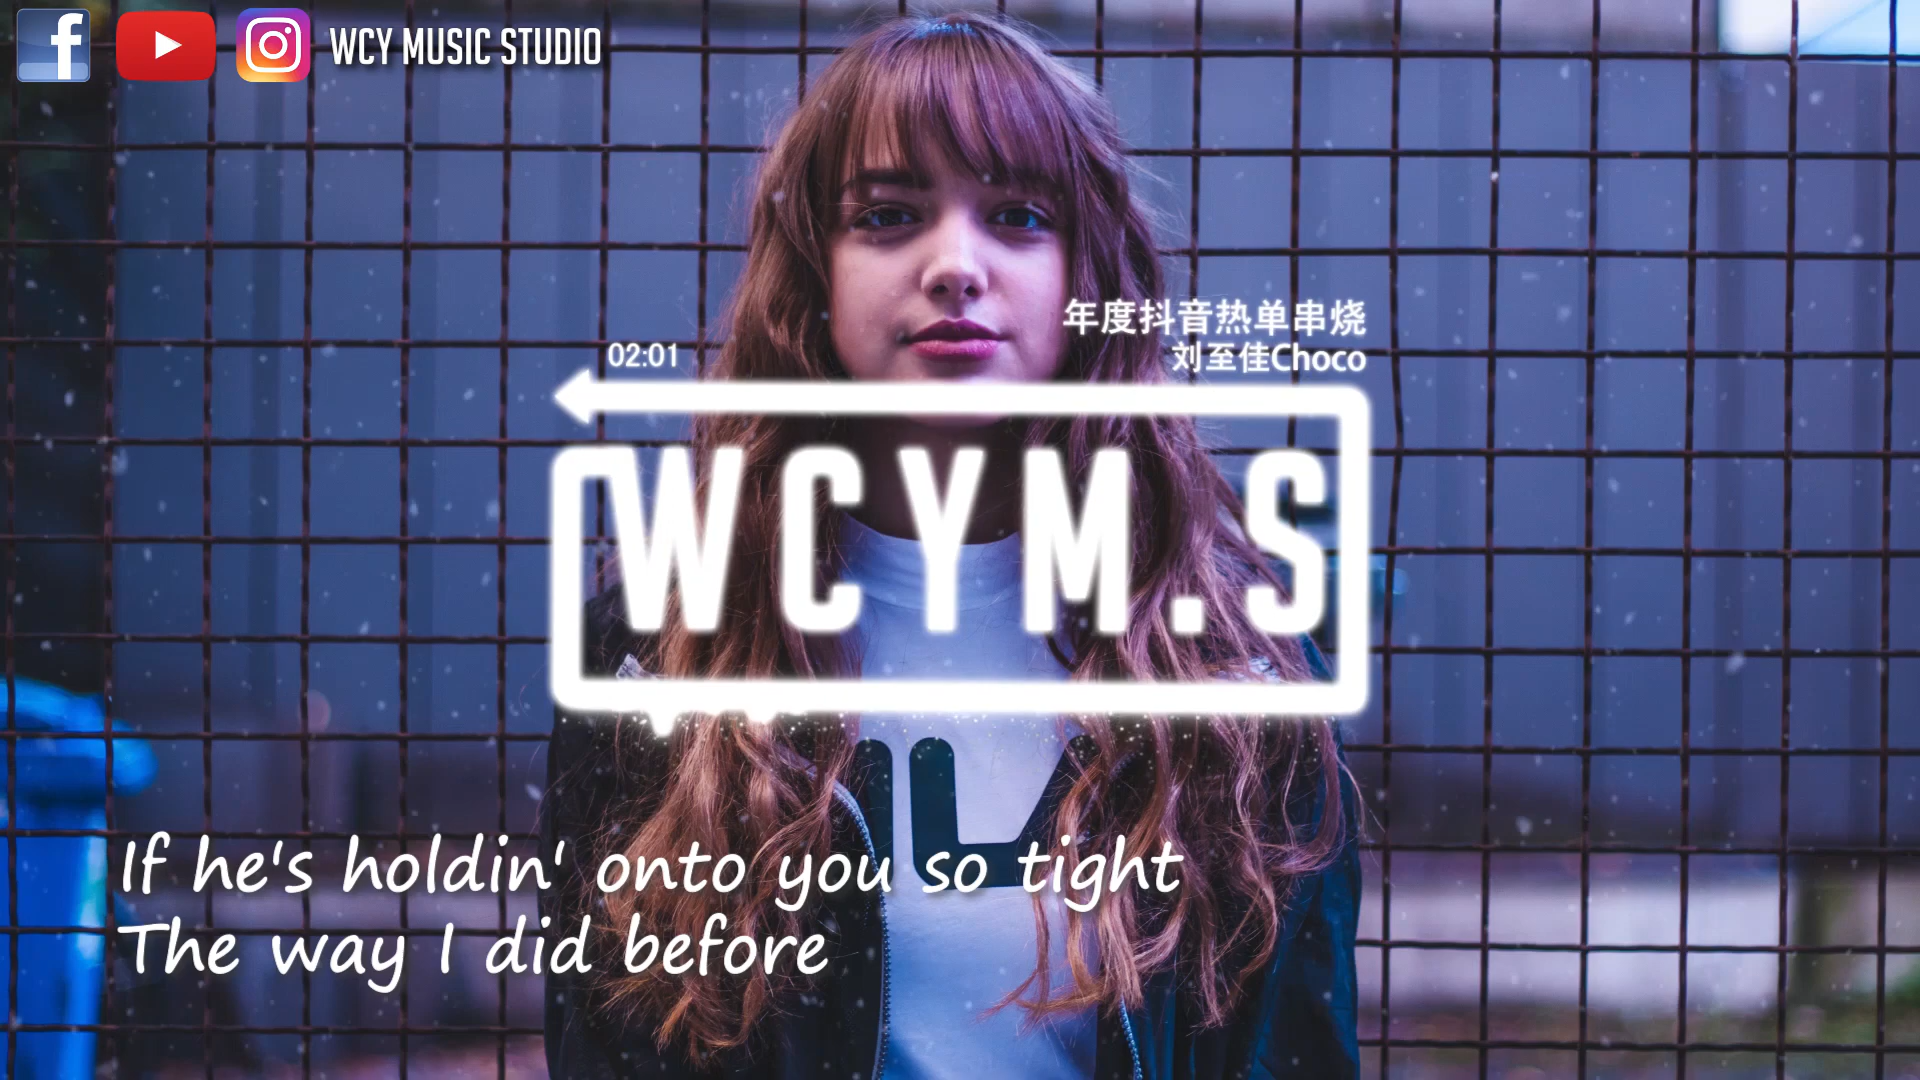 WCY MUSIC STUDIO
年度抖音热单串烧
02:01
刘至佳Choco
WCYM.S
If he's holdin' onto you so tight
The way I did before